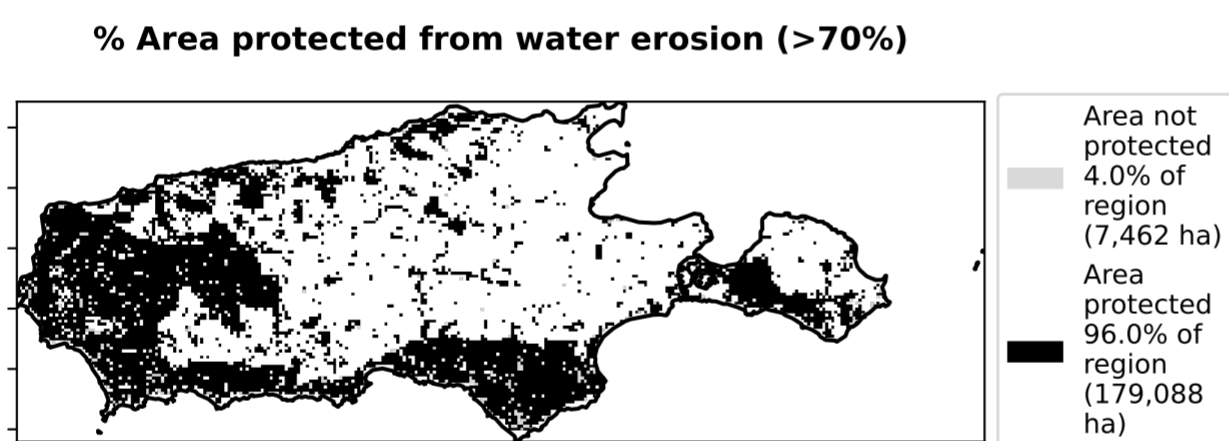 % Area protected from water erosion (>70%)
Area not
protected
4.0% of
region
(7,462 ha)
Area
protected
96.0% of
region
(179,088
ha)